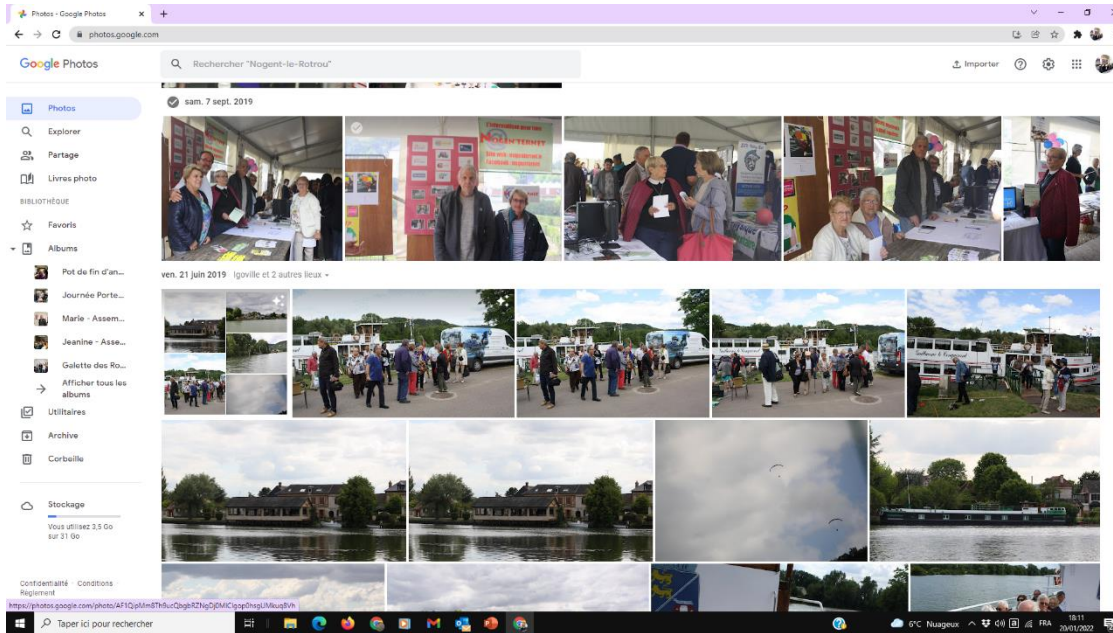 Photos - Google Photos
photos.google.com
Google Photos
Rechercher "Nogent-le-Rotrou"
Importer
Photos
Explorer
Partage
Livres photo
BIBLIOTHÈQUE
Favoris
Albums
Pot de fin d'an...
Journée Porte...
Marie - Assem...
Jeanine - Asse...
Galette des Ro...
Afficher tous les
albums
Utilitaires
Archive
Corbeille
Stockage
Vous utilisez 3,5 Go
sur 31 Go
Confidentialité · Conditions ·
Règlement
sam. 7 sept. 2019
ven. 21 juin 2019 · Igoville et 2 autres lieux
Taper ici pour rechercher
6°C Nuageux
FRA
18:11
20/01/2022